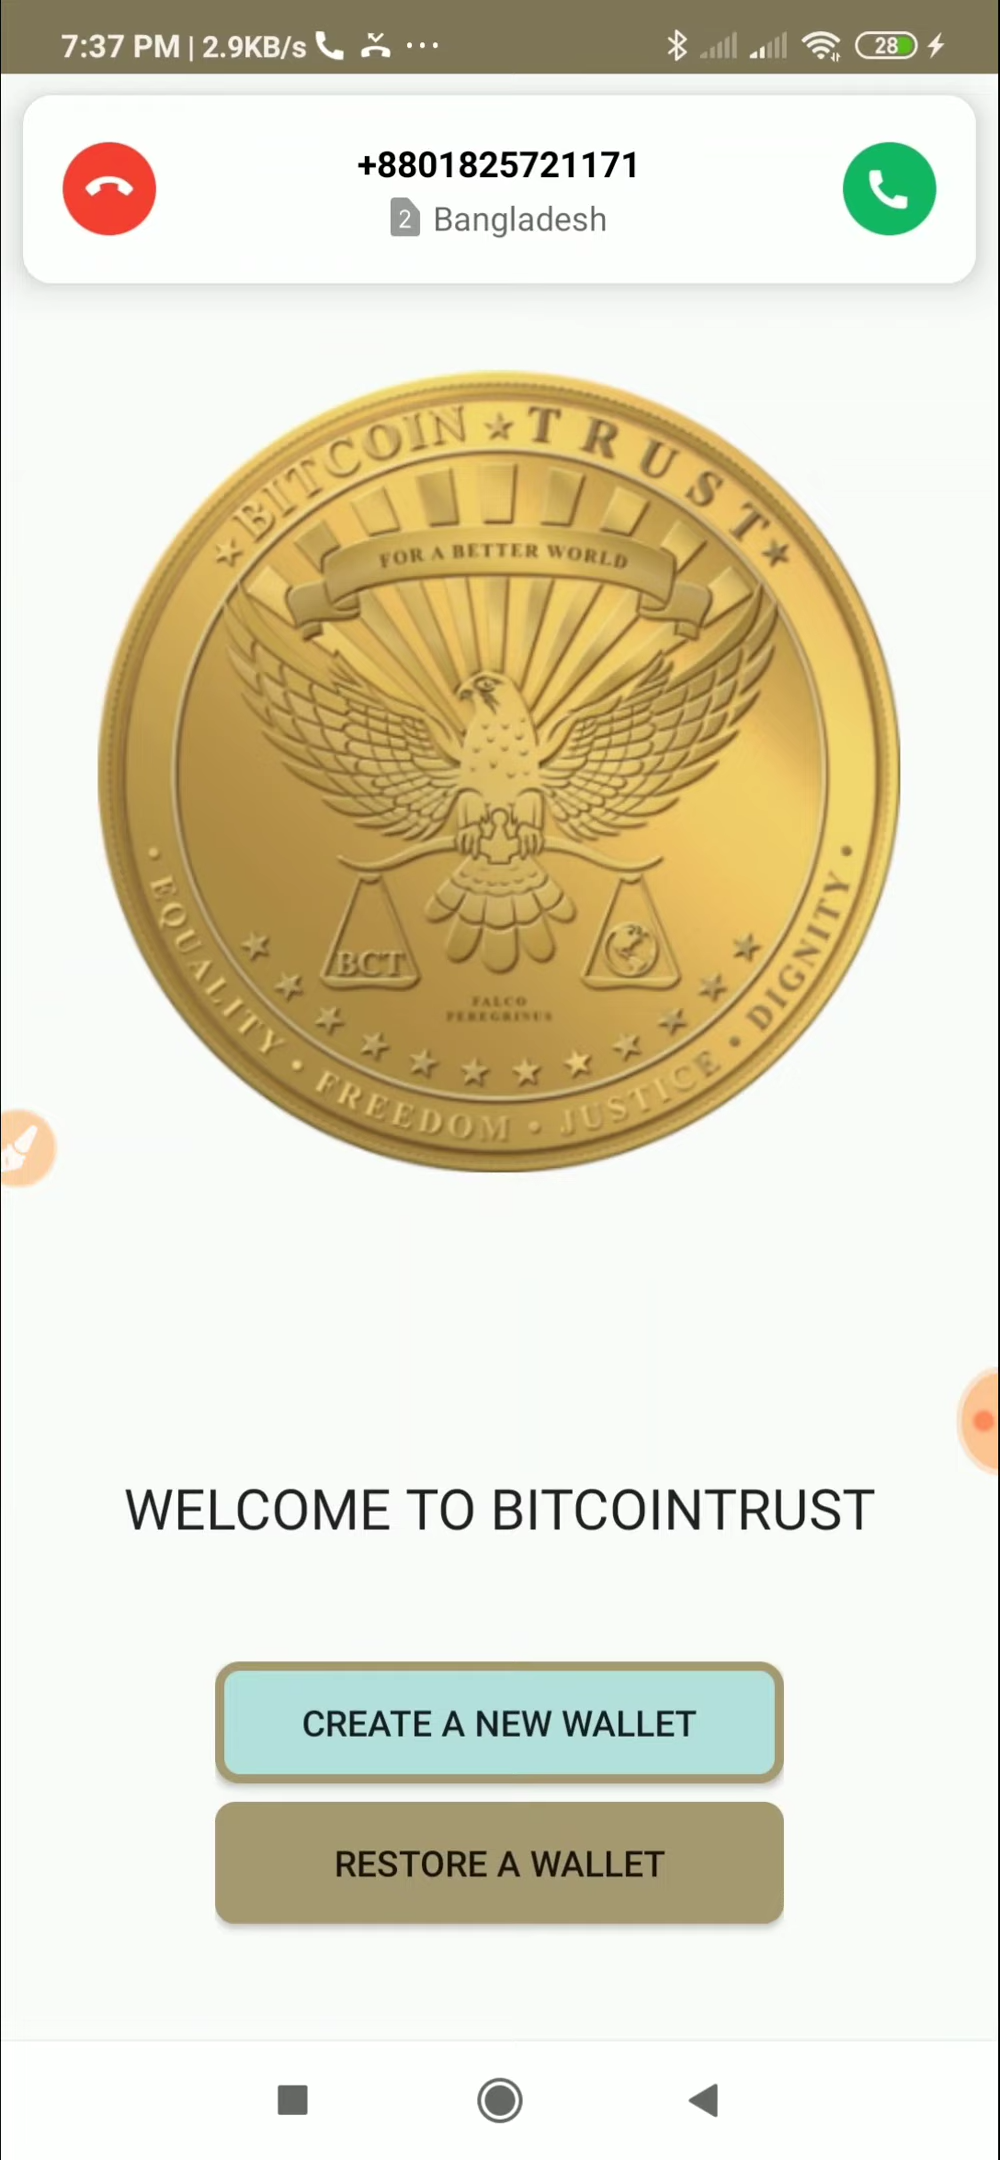 7:37 PM | 2.9KB/s ... 28
+8801825721171
2 Bangladesh
BITCOIN TRUST
FOR A BETTER WORLD
BCT
FALCO
PEREGRINUS
EQUALITY • FREEDOM • JUSTICE • DIGNITY
WELCOME TO BITCOINTRUST
CREATE A NEW WALLET
RESTORE A WALLET